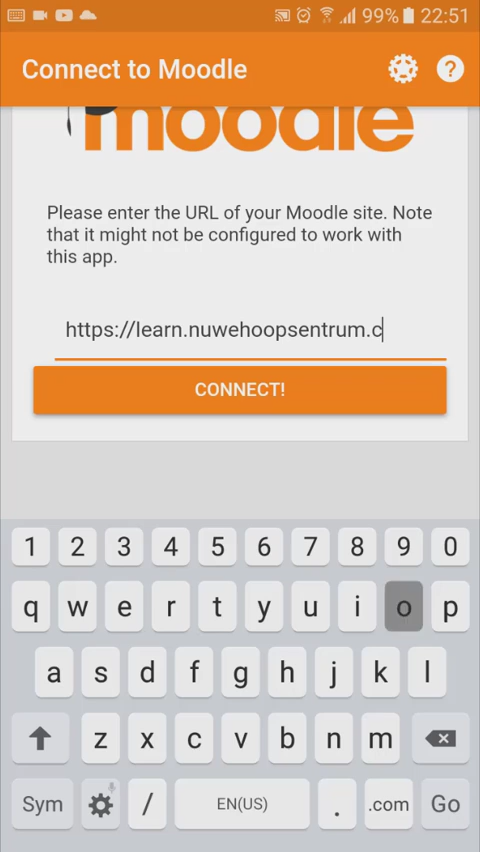 99% 22:51
Connect to Moodle ?
moodle
Please enter the URL of your Moodle site. Note
that it might not be configured to work with
this app.
https://learn.nuwehoopsentrum.c
CONNECT!
1 2 3 4 5 6 7 8 9 0
q w e r t y u i o p
a s d f g h j k l
z x c v b n m
Sym / EN(US) . .com Go